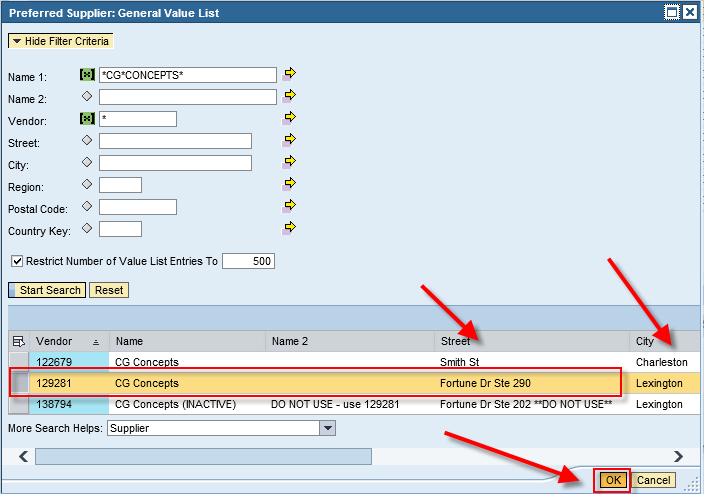 Preferred Supplier: General Value List
Hide Filter Criteria
Name 1: *CG*CONCEPTS*
Name 2:
Vendor: *
Street:
City:
Region:
Postal Code:
Country Key:
Restrict Number of Value List Entries To 500
Start Search Reset
Vendor Name Name 2 Street City
122679 CG Concepts Smith St Charleston
129281 CG Concepts Fortune Dr Ste 290 Lexington
138794 CG Concepts (INACTIVE) DO NOT USE - use 129281 Fortune Dr Ste 202 **DO NOT USE** Lexington
More Search Helps: Supplier
OK Cancel